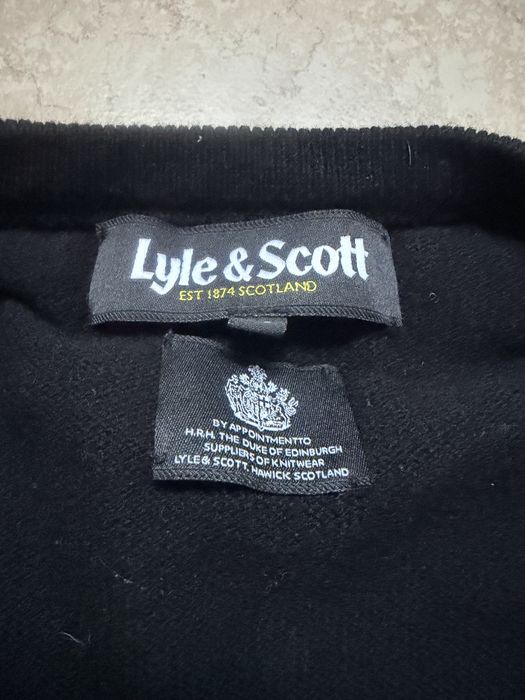 Lyle & Scott
EST 1874 SCOTLAND
BY APPOINTMENTTO
H.R.H. THE DUKE OF EDINBURGH
SUPPLIERS OF KNITWEAR
LYLE & SCOTT, HAWICK SCOTLAND